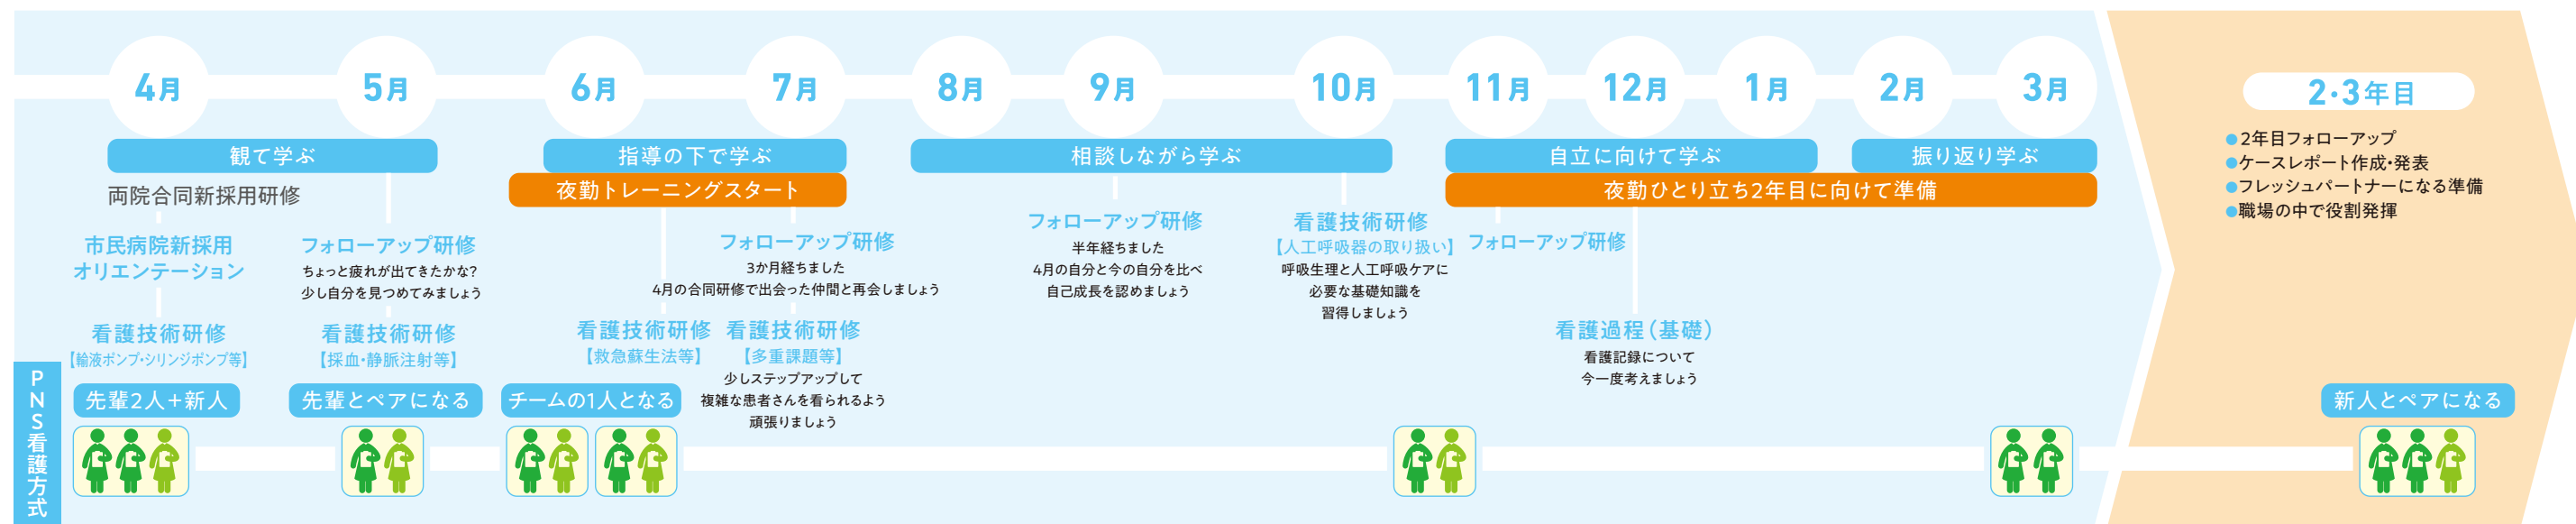 4月
5月
6月
7月
8月
9月
10月
11月
12月
1月
2月
3月
観て学ぶ
指導の下で学ぶ
相談しながら学ぶ
自立に向けて学ぶ
振り返り学ぶ
夜勤トレーニングスタート
夜勤ひとり立ち2年目に向けて準備
両院合同新採用研修
市民病院新採用
オリエンテーション
看護技術研修
【輸液ポンプ・シリンジポンプ等】
フォローアップ研修
ちょっと疲れが出てきたかな?
少し自分を見つめてみましょう
看護技術研修
【採血・静脈注射等】
看護技術研修
【救急蘇生法等】
フォローアップ研修
3か月経ちました
4月の合同研修で出会った仲間と再会しましょう
看護技術研修
【多重課題等】
少しステップアップして
複雑な患者さんを看られるよう
頑張りましょう
フォローアップ研修
半年経ちました
4月の自分と今の自分を比べ
自己成長を認めましょう
看護技術研修
【人工呼吸器の取り扱い】
呼吸生理と人工呼吸ケアに
必要な基礎知識を
習得しましょう
フォローアップ研修
看護過程(基礎)
看護記録について
今一度考えましょう
PNS看護方式
先輩2人+新人
先輩とペアになる
チームの1人となる
2・3年目
●2年目フォローアップ
●ケースレポート作成・発表
●フレッシュパートナーになる準備
●職場の中で役割発揮
新人とペアになる